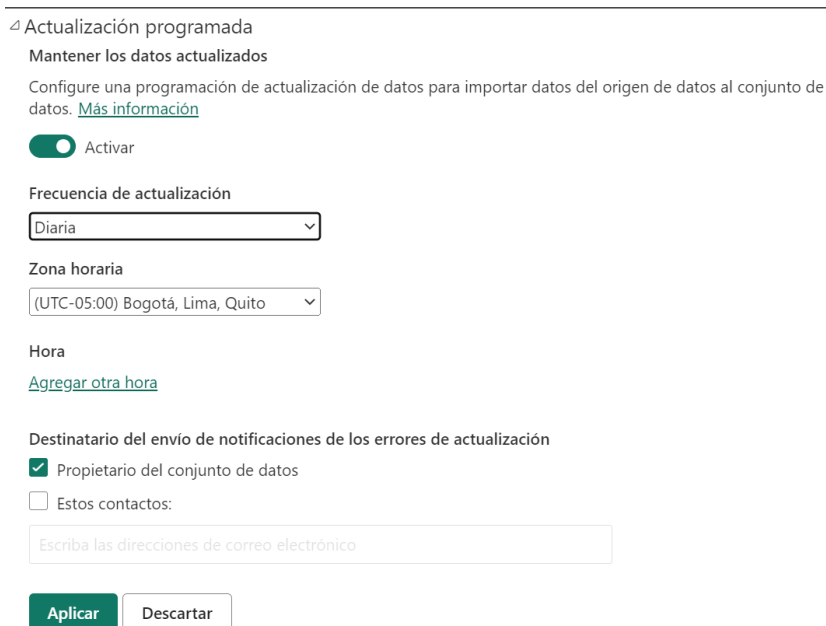 Actualización programada
Mantener los datos actualizados
Configure una programación de actualización de datos para importar datos del origen de datos al conjunto de
datos. Más información
Activar
Frecuencia de actualización
Diaria
Zona horaria
(UTC-05:00) Bogotá, Lima, Quito
Hora
Agregar otra hora
Destinatario del envío de notificaciones de los errores de actualización
Propietario del conjunto de datos
Estos contactos:
Escriba las direcciones de correo electrónico
Aplicar Descartar